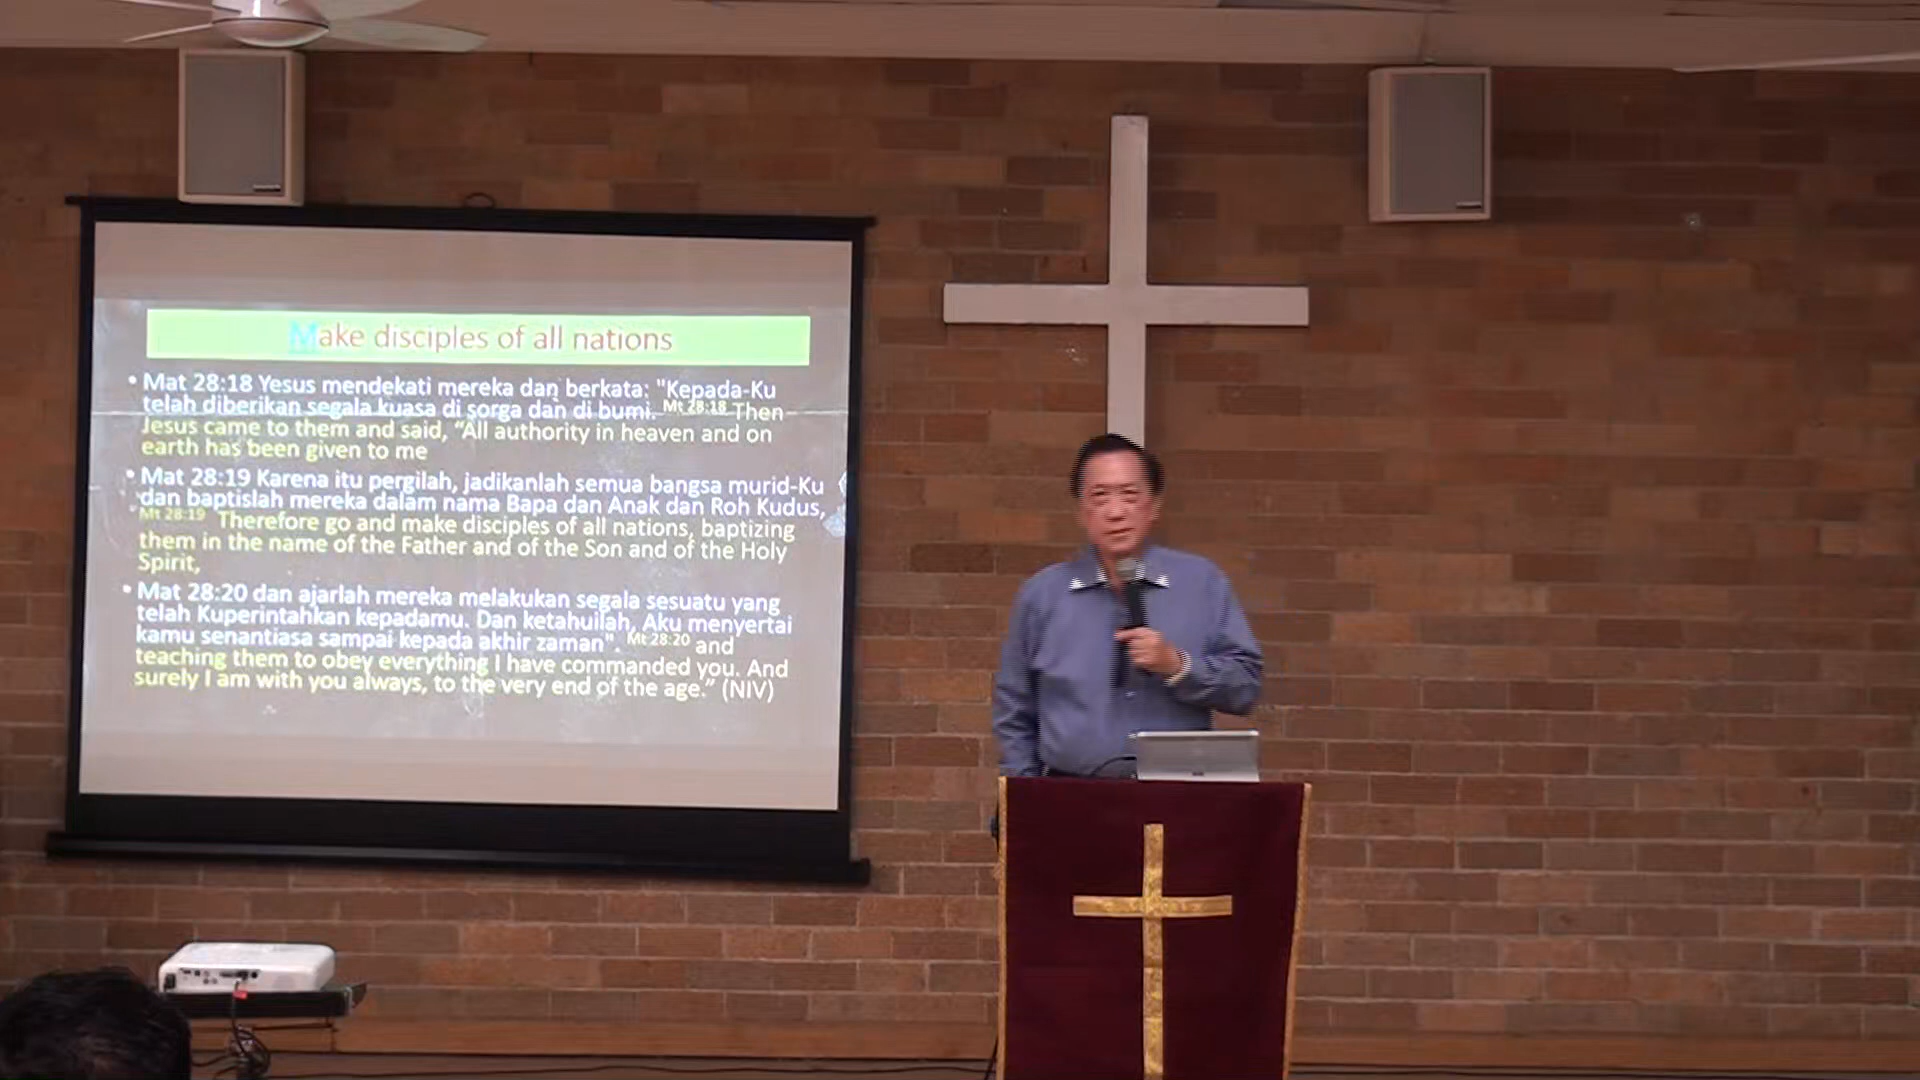 Make disciples of all nations
• Mat 28:18 Yesus mendekati mereka dan berkata: "Kepada-Ku
telah diberikan segala kuasa di sorga dan di bumi. Mt 28:18 Then
Jesus came to them and said, “All authority in heaven and on
earth has been given to me
• Mat 28:19 Karena itu pergilah, jadikanlah semua bangsa murid-Ku
dan baptislah mereka dalam nama Bapa dan Anak dan Roh Kudus,
Mt 28:19 Therefore go and make disciples of all nations, baptizing
them in the name of the Father and of the Son and of the Holy
Spirit,
• Mat 28:20 dan ajarlah mereka melakukan segala sesuatu yang
telah Kuperintahkan kepadamu. Dan ketahuilah, Aku menyertai
kamu senantiasa sampai kepada akhir zaman". Mt 28:20 and
teaching them to obey everything I have commanded you. And
surely I am with you always, to the very end of the age.” (NIV)